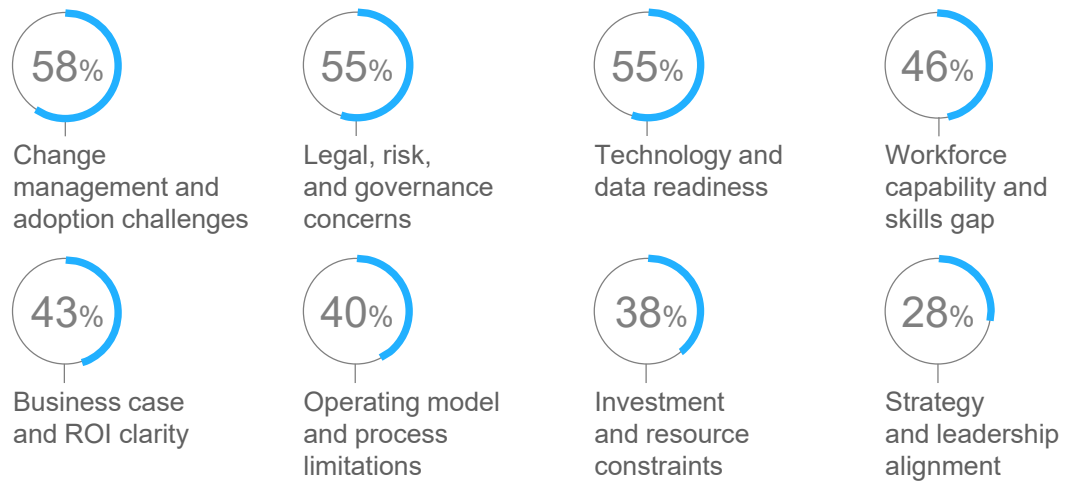 58%
Change
management and
adoption challenges
55%
Legal, risk,
and governance
concerns
55%
Technology and
data readiness
46%
Workforce
capability and
skills gap
43%
Business case
and ROI clarity
40%
Operating model
and process
limitations
38%
Investment
and resource
constraints
28%
Strategy
and leadership
alignment